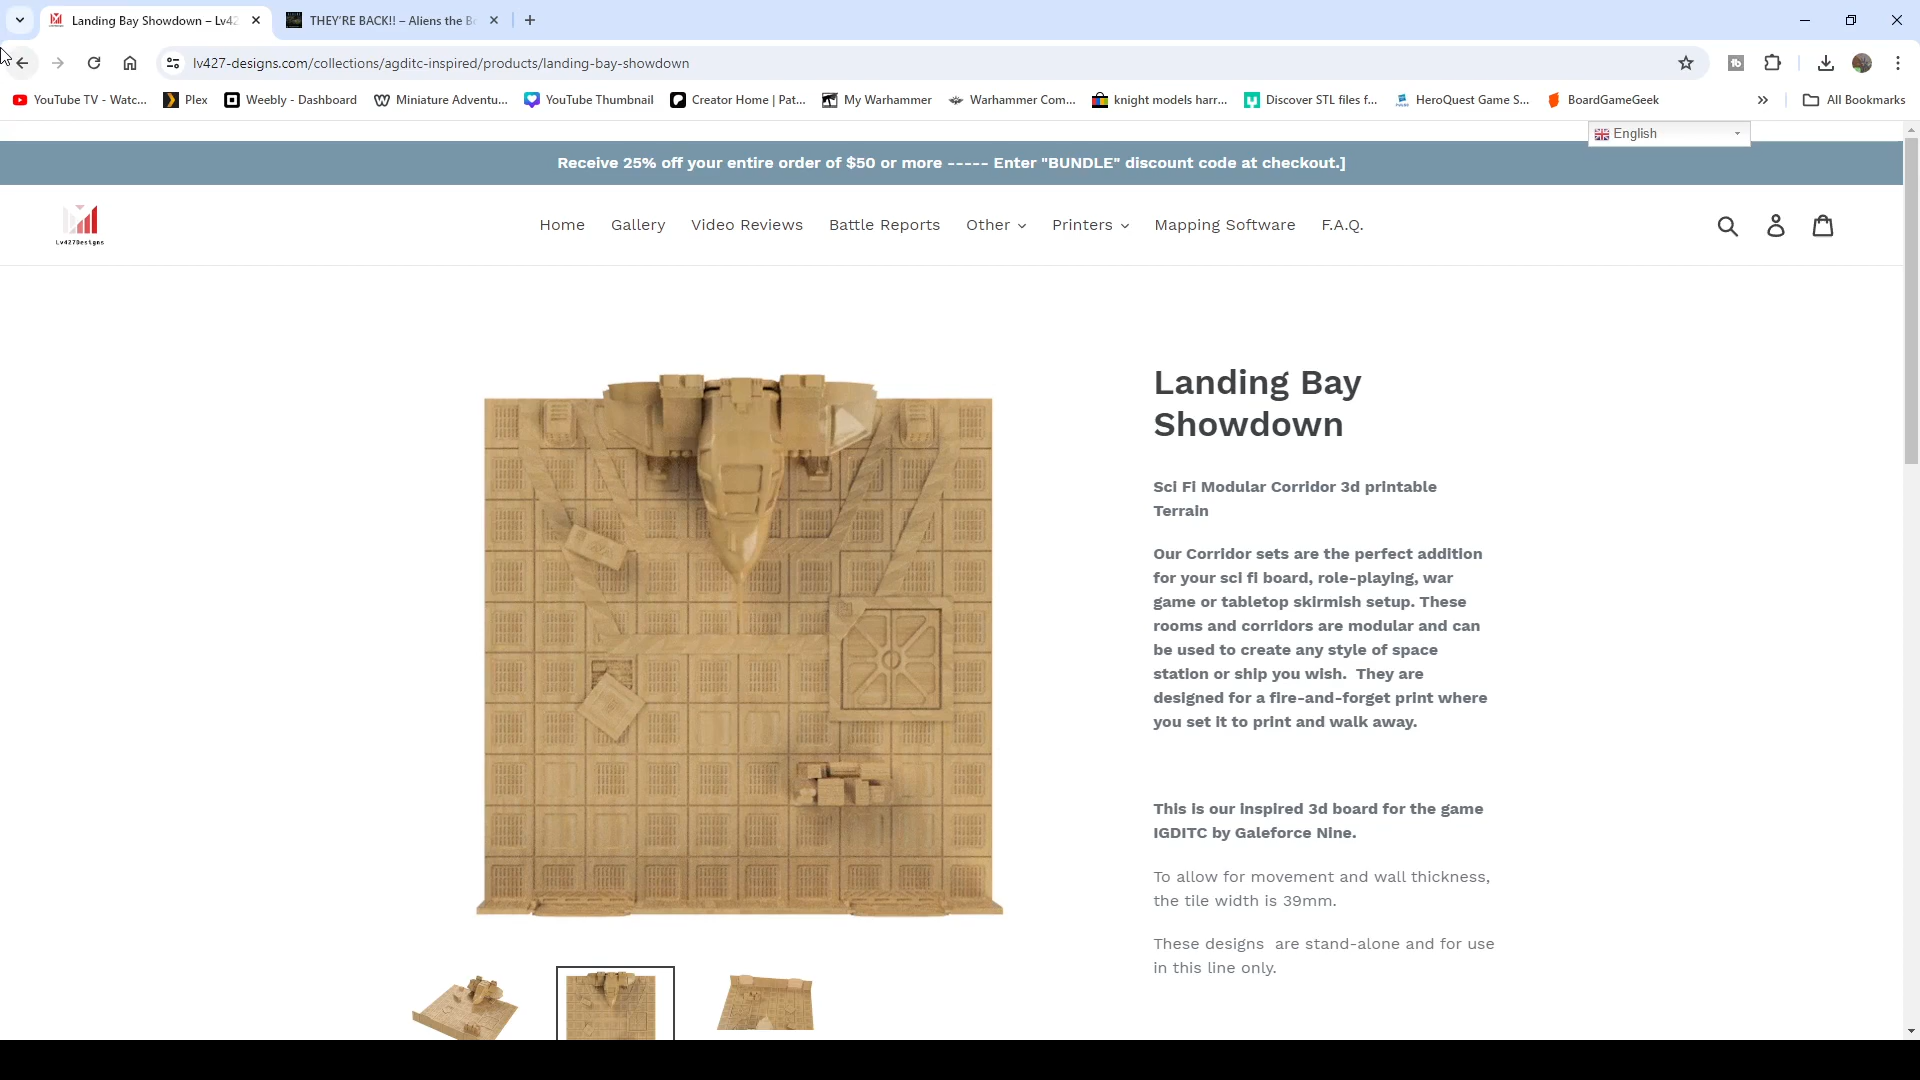 Landing Bay Showdown – Lv42
THEY'RE BACK!! – Aliens the B
lv427-designs.com/collections/agditc-inspired/products/landing-bay-showdown
YouTube TV - Watc...
Plex
Weebly - Dashboard
Miniature Adventu...
YouTube Thumbnail
Creator Home | Pat...
My Warhammer
Warhammer Com...
knight models harr...
Discover STL files f...
HeroQuest Game S...
BoardGameGeek
All Bookmarks
English
Receive 25% off your entire order of $50 or more ----- Enter "BUNDLE" discount code at checkout.]
Lv427Designs
Home
Gallery
Video Reviews
Battle Reports
Other
Printers
Mapping Software
F.A.Q.
Landing Bay
Showdown
Sci Fi Modular Corridor 3d printable
Terrain
Our Corridor sets are the perfect addition
for your sci fi board, role-playing, war
game or tabletop skirmish setup. These
rooms and corridors are modular and can
be used to create any style of space
station or ship you wish.  They are
designed for a fire-and-forget print where
you set it to print and walk away.
This is our inspired 3d board for the game
IGDITC by Galeforce Nine.
To allow for movement and wall thickness,
the tile width is 39mm.
These designs  are stand-alone and for use
in this line only.